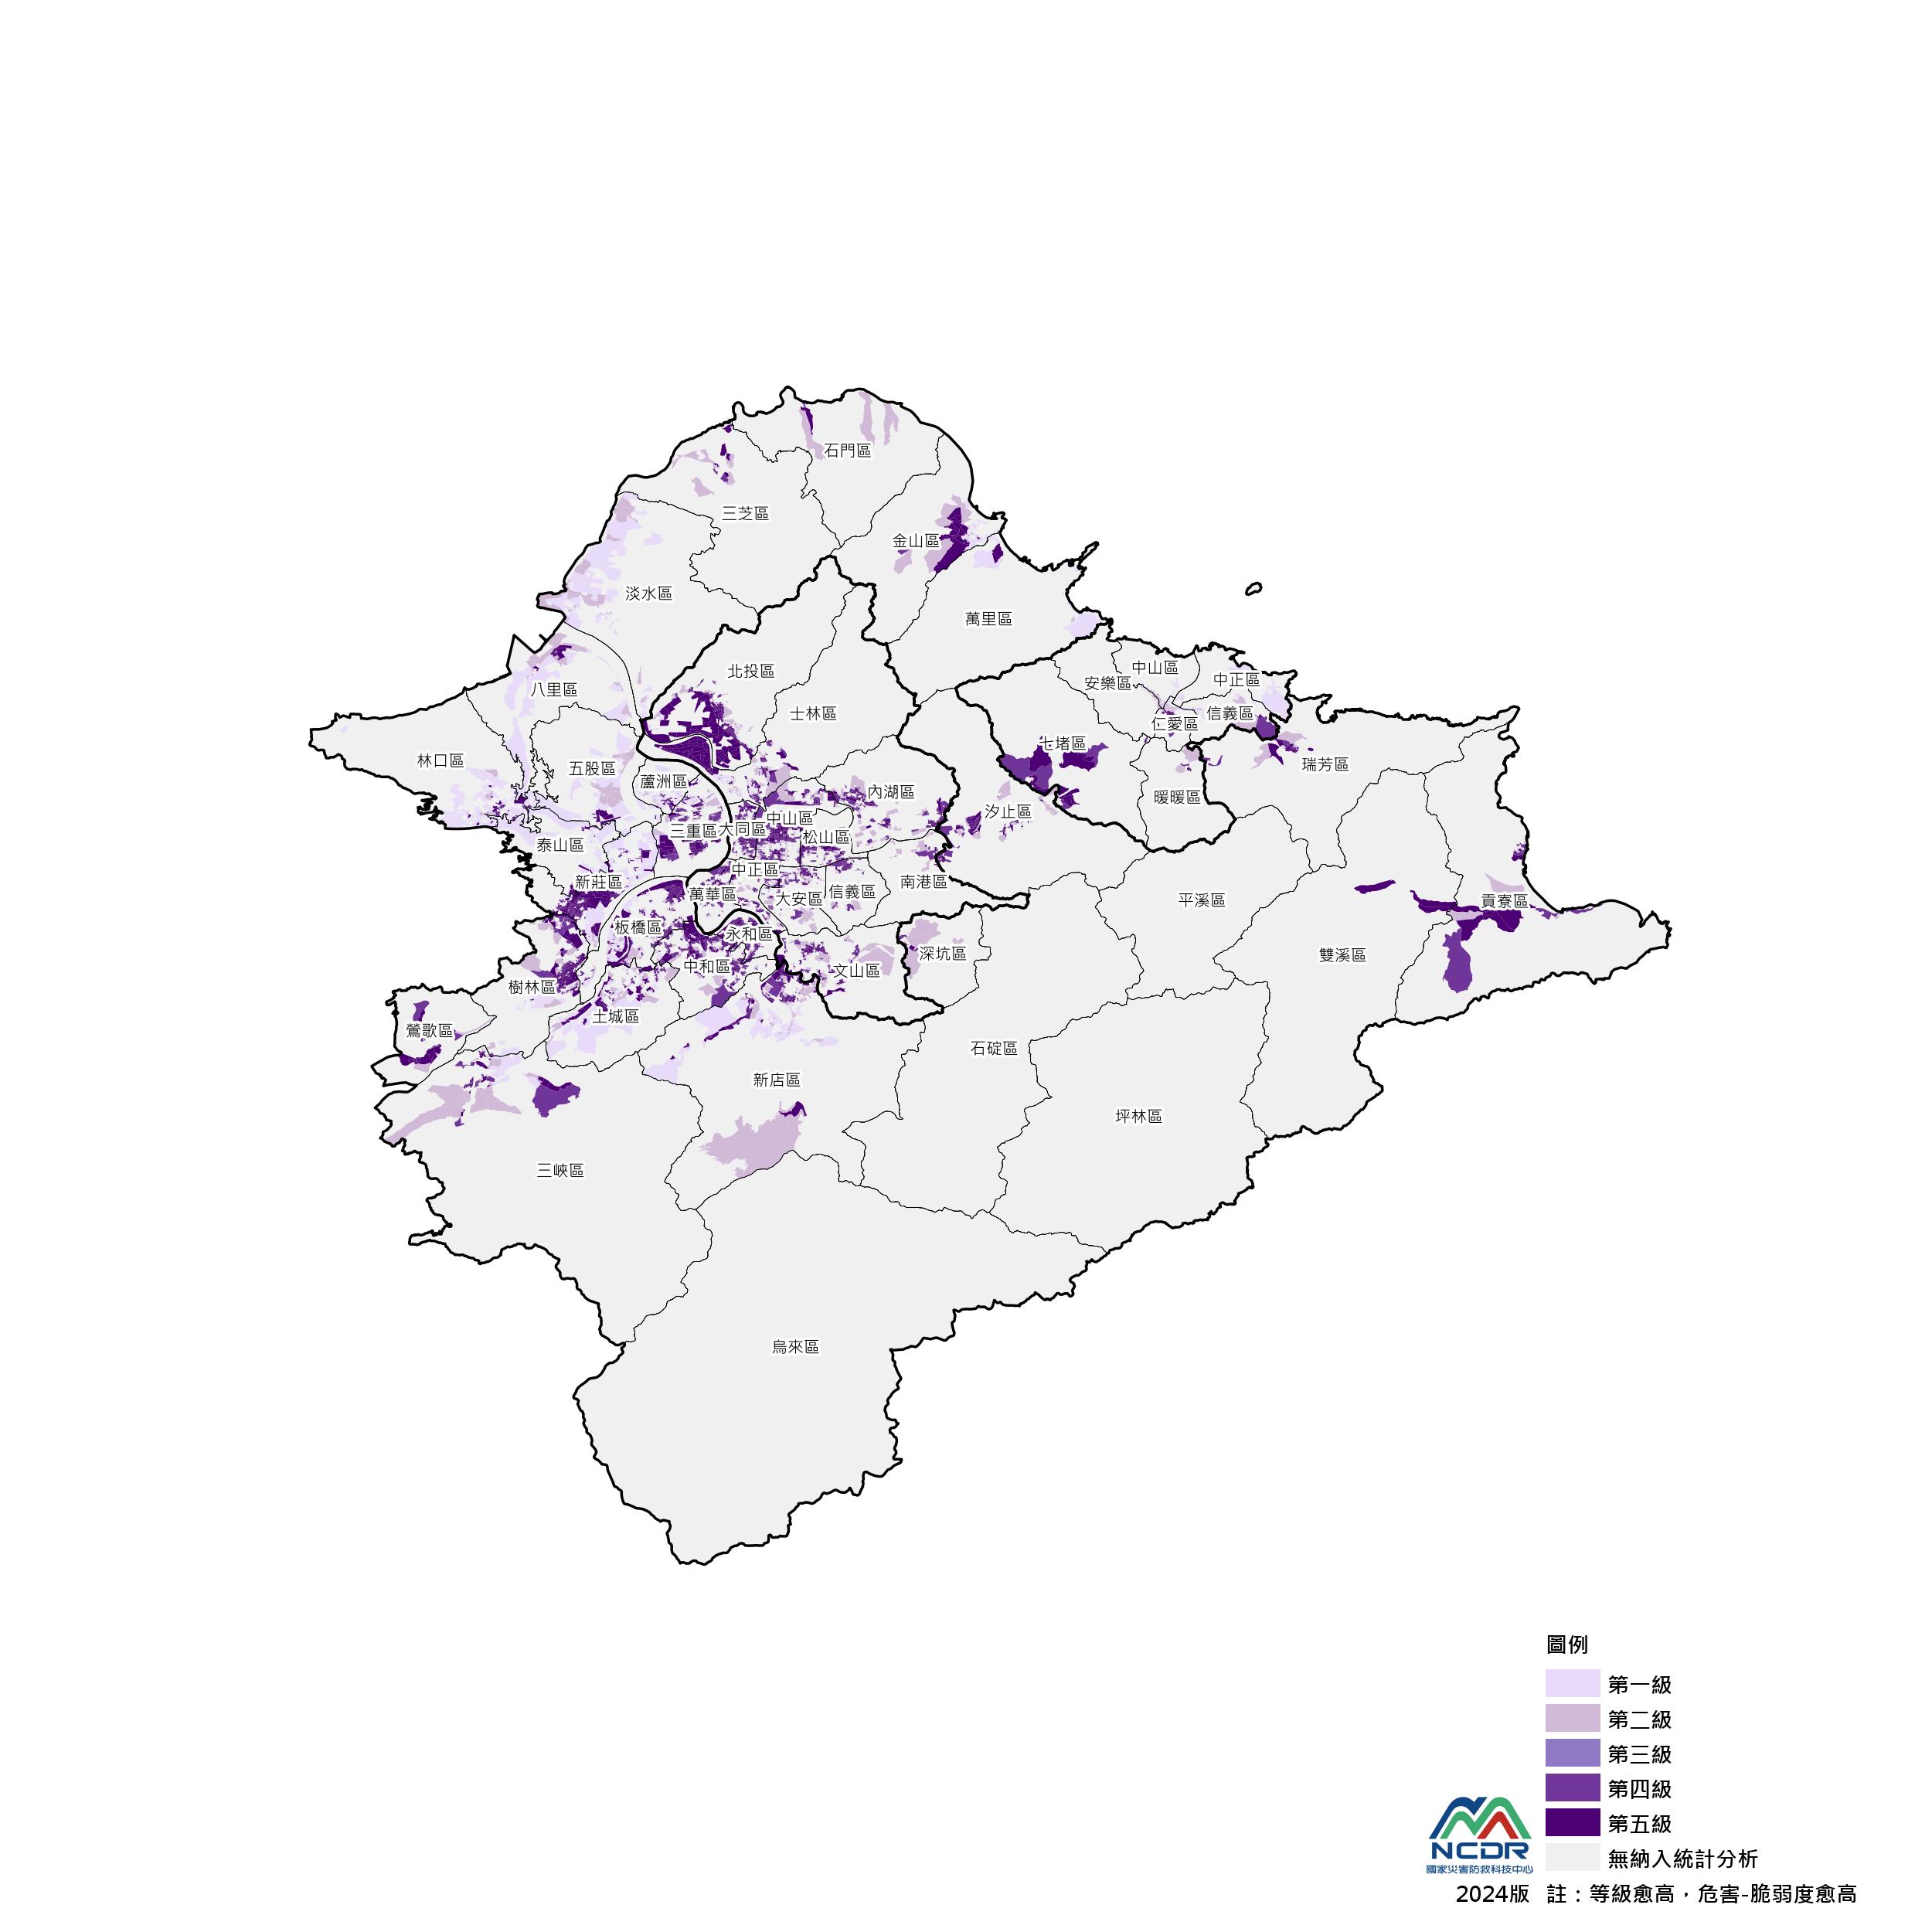 石門區
三芝區
金山區
淡水區
萬里區
北投區
中山區
中正區
安樂區
八里區
士林區
信義區
仁愛區
七堵區
林口區
五股區
瑞芳區
蘆洲區
內湖區
暖暖區
汐止區
中山區
三重區
大同區
松山區
泰山區
中正區
新莊區
南港區
萬華區
大安區
信義區
平溪區
貢寮區
板橋區
永和區
深坑區
雙溪區
中和區
文山區
樹林區
土城區
鶯歌區
石碇區
新店區
坪林區
三峽區
烏來區
圖例
第一級
第二級
第三級
第四級
第五級
無納入統計分析
NCDR
國家災害防救科技中心
2024版 註：等級愈高，危害-脆弱度愈高